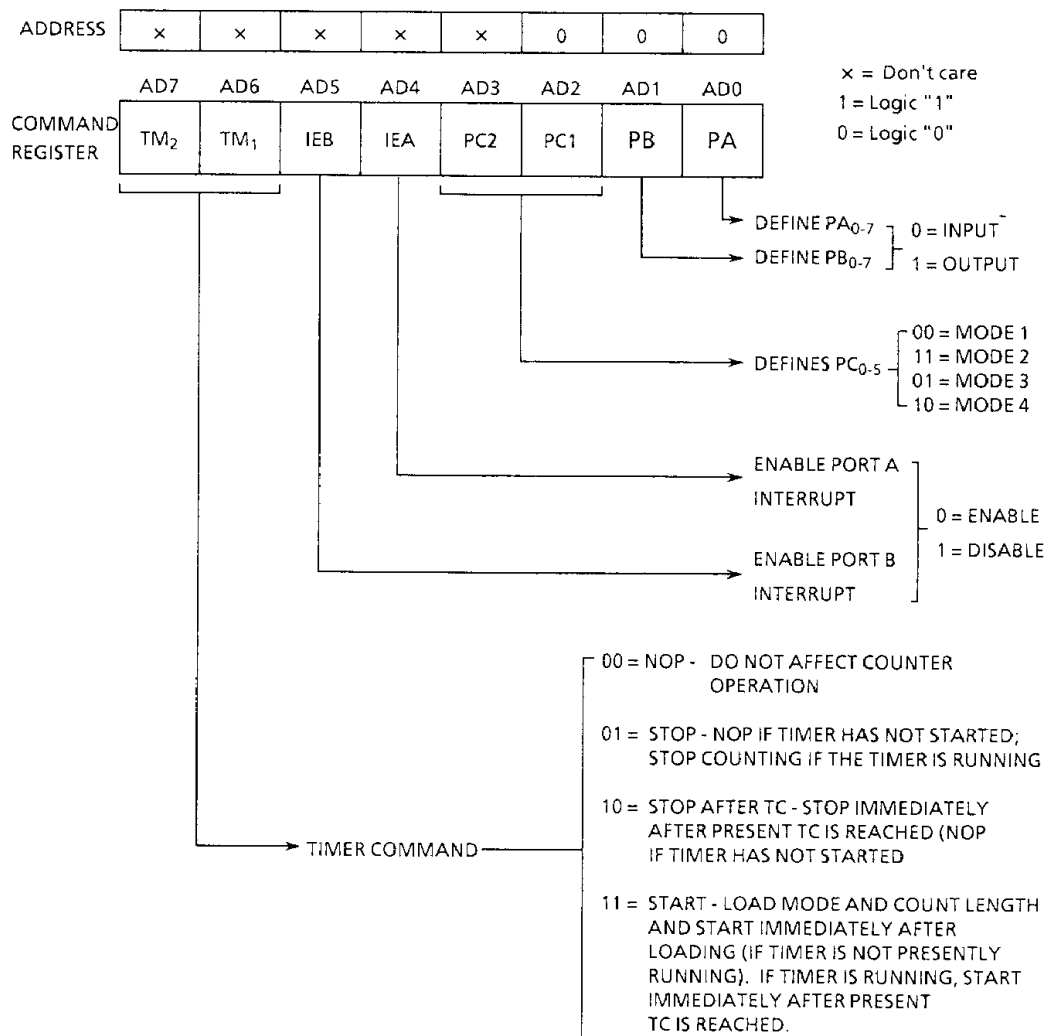 ADDRESS × × × × × 0 0 0
AD7 AD6 AD5 AD4 AD3 AD2 AD1 AD0
× = Don't care
1 = Logic "1"
0 = Logic "0"
COMMAND
REGISTER
TM₂ TM₁ IEB IEA PC2 PC1 PB PA
DEFINE PA₀₋₇
DEFINE PB₀₋₇
0 = INPUT
1 = OUTPUT
DEFINES PC₀₋₅
00 = MODE 1
11 = MODE 2
01 = MODE 3
10 = MODE 4
ENABLE PORT A
INTERRUPT
ENABLE PORT B
INTERRUPT
0 = ENABLE
1 = DISABLE
TIMER COMMAND
00 = NOP - DO NOT AFFECT COUNTER
OPERATION
01 = STOP - NOP IF TIMER HAS NOT STARTED;
STOP COUNTING IF THE TIMER IS RUNNING
10 = STOP AFTER TC - STOP IMMEDIATELY
AFTER PRESENT TC IS REACHED (NOP
IF TIMER HAS NOT STARTED
11 = START - LOAD MODE AND COUNT LENGTH
AND START IMMEDIATELY AFTER
LOADING (IF TIMER IS NOT PRESENTLY
RUNNING). IF TIMER IS RUNNING, START
IMMEDIATELY AFTER PRESENT
TC IS REACHED.